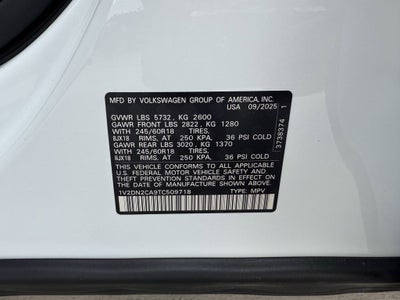 MFD BY VOLKSWAGEN GROUP OF AMERICA, INC.
USA 09/2025
GVWR LBS 5732, KG 2600
GAWR FRONT LBS 2822, KG 1280
WITH 245/60R18 TIRES,
8JX18 RIMS, AT 250 KPA, 36 PSI COLD
GAWR REAR LBS 3020, KG 1370
WITH 245/60R18 TIRES,
8JX18 RIMS, AT 250 KPA, 36 PSI COLD
THIS VEHICLE CONFORMS TO ALL APPLICABLE
U.S. FEDERAL MOTOR VEHICLE SAFETY AND
THEFT PREVENTION STANDARDS IN EFFECT ON THE
DATE OF MANUFACTURE SHOWN ABOVE.
1V2DN2CA9TC509718 TYPE: MPV
3738374 1